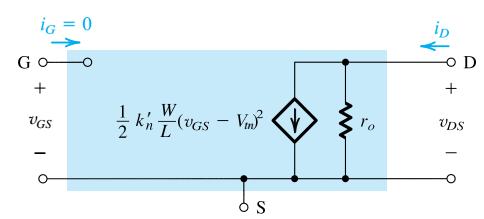 i_G = 0
i_D
G
D
+
+
v_GS
1/2 k′_n W/L (v_GS − V_tn)²
r_o
v_DS
−
−
S